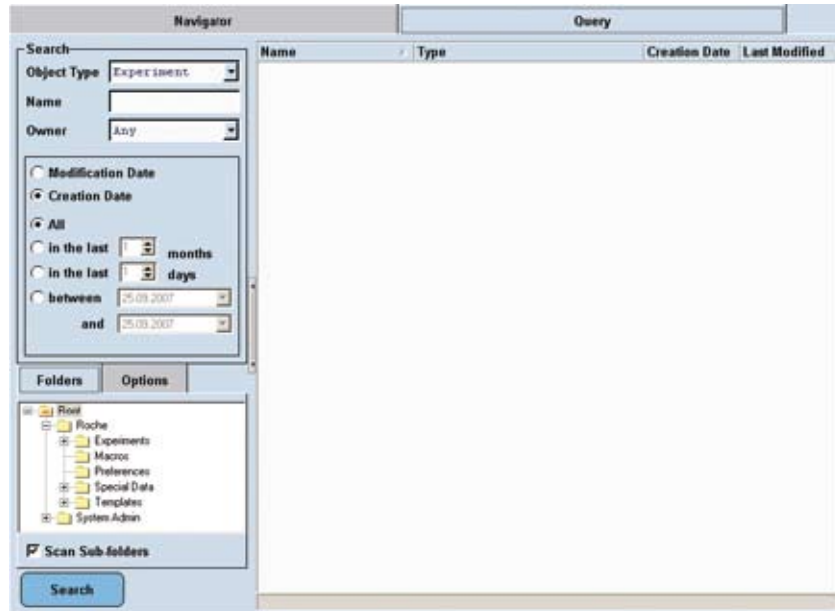 Navigator
Query
Search
Object Type Experiment
Name
Owner Any
Modification Date
Creation Date
All
in the last 1 months
in the last 1 days
between 25.09.2007
and 25.09.2007
Folders
Options
Root
Roche
Experiments
Macros
Preferences
Special Data
Templates
System Admin
Scan Sub-folders
Search
Name
Type
Creation Date
Last Modified